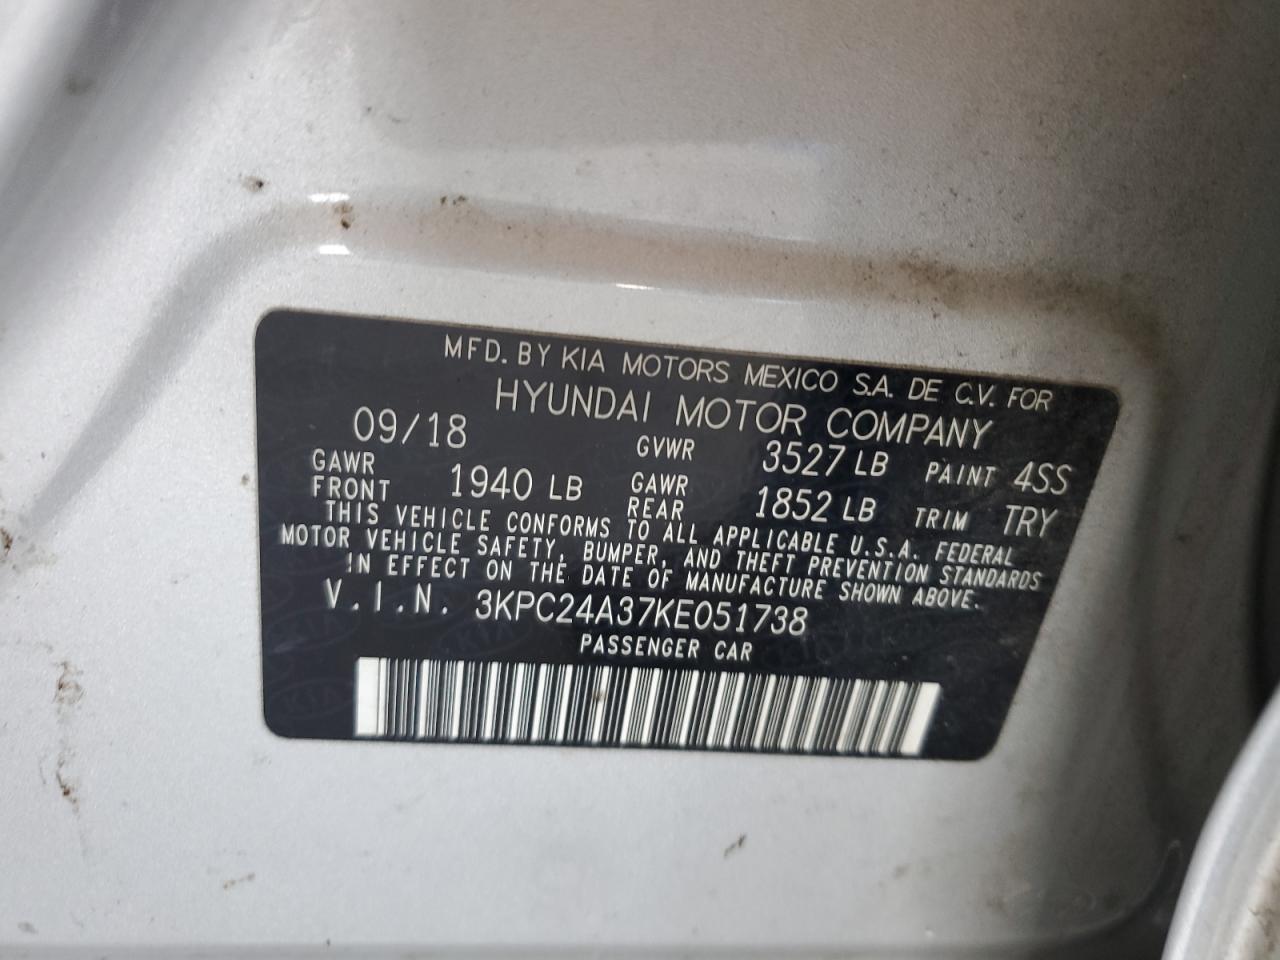 MFD. BY KIA MOTORS MEXICO S.A. DE C.V. FOR
HYUNDAI MOTOR COMPANY
09/18 GVWR 3527 LB PAINT 4SS
GAWR FRONT 1940 LB GAWR REAR 1852 LB TRIM TRY
THIS VEHICLE CONFORMS TO ALL APPLICABLE U.S.A. FEDERAL
MOTOR VEHICLE SAFETY, BUMPER, AND THEFT PREVENTION STANDARDS
IN EFFECT ON THE DATE OF MANUFACTURE SHOWN ABOVE.
V.I.N. 3KPC24A37KE051738
PASSENGER CAR